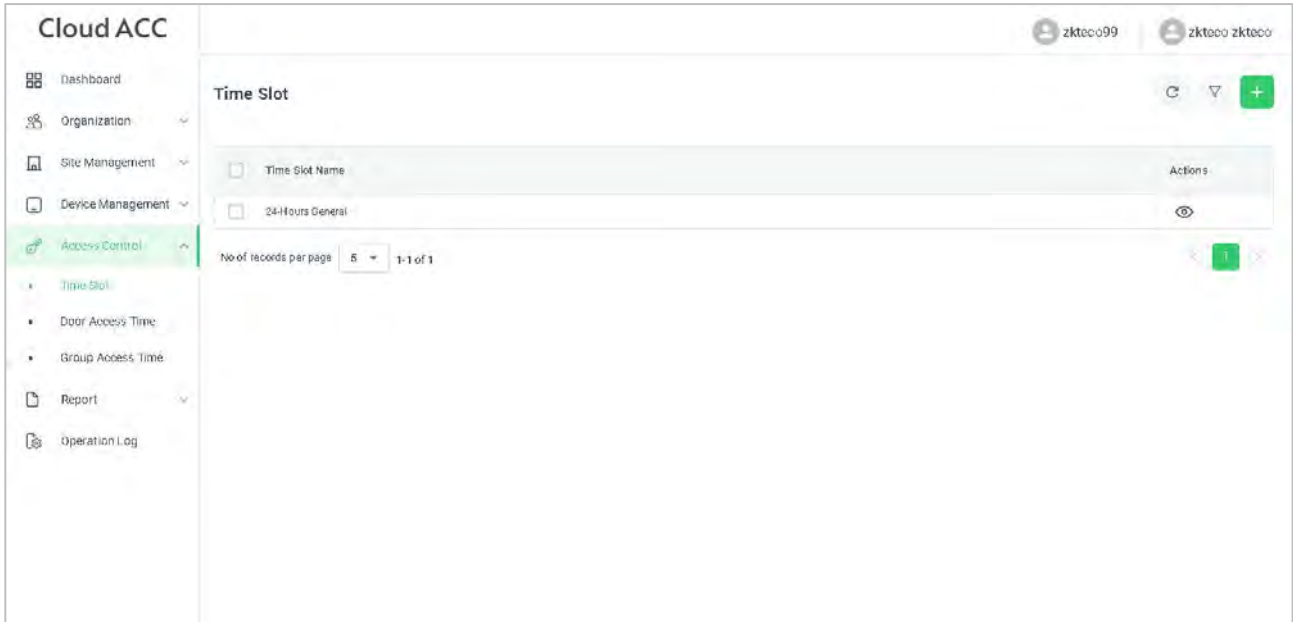 Cloud ACC
zkteco99
zkteco zkteco
Dashboard
Organization
Site Management
Device Management
Access Control
Time Slot
Door Access Time
Group Access Time
Report
Operation Log
Time Slot
Time Slot Name
Actions
24-Hours General
No of records per page
5
1-1 of 1
1